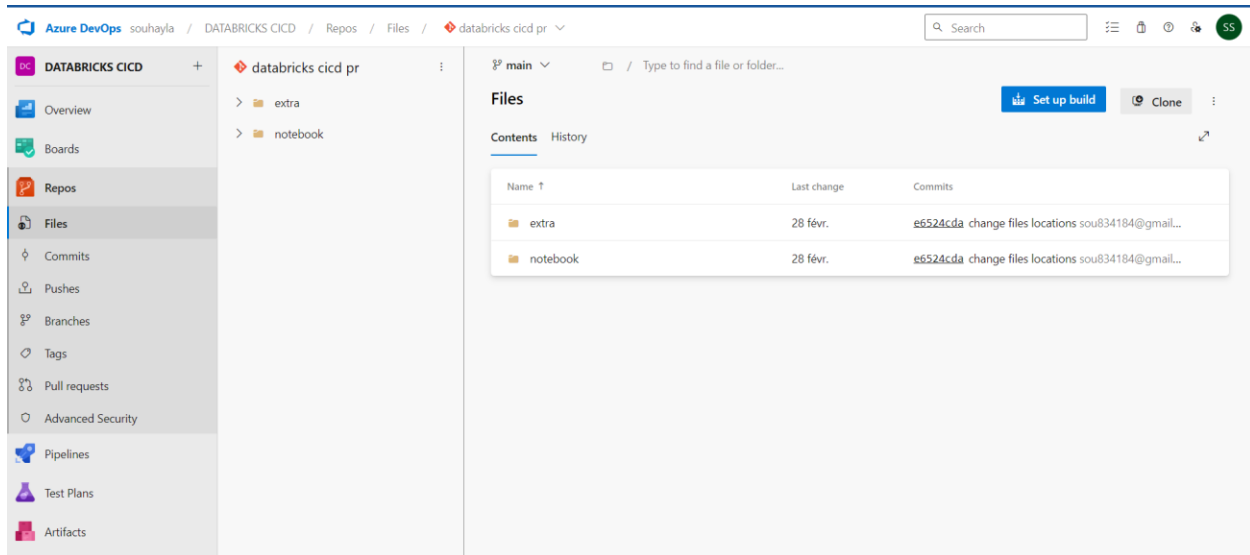 Azure DevOps souhayla / DATABRICKS CICD / Repos / Files / databricks cicd pr
Search
SS
DC DATABRICKS CICD +
Overview
Boards
Repos
Files
Commits
Pushes
Branches
Tags
Pull requests
Advanced Security
Pipelines
Test Plans
Artifacts
databricks cicd pr
extra
notebook
main / Type to find a file or folder...
Files
Set up build
Clone
Contents History
Name ↑ Last change Commits
extra 28 févr. e6524cda change files locations sou834184@gmail...
notebook 28 févr. e6524cda change files locations sou834184@gmail...